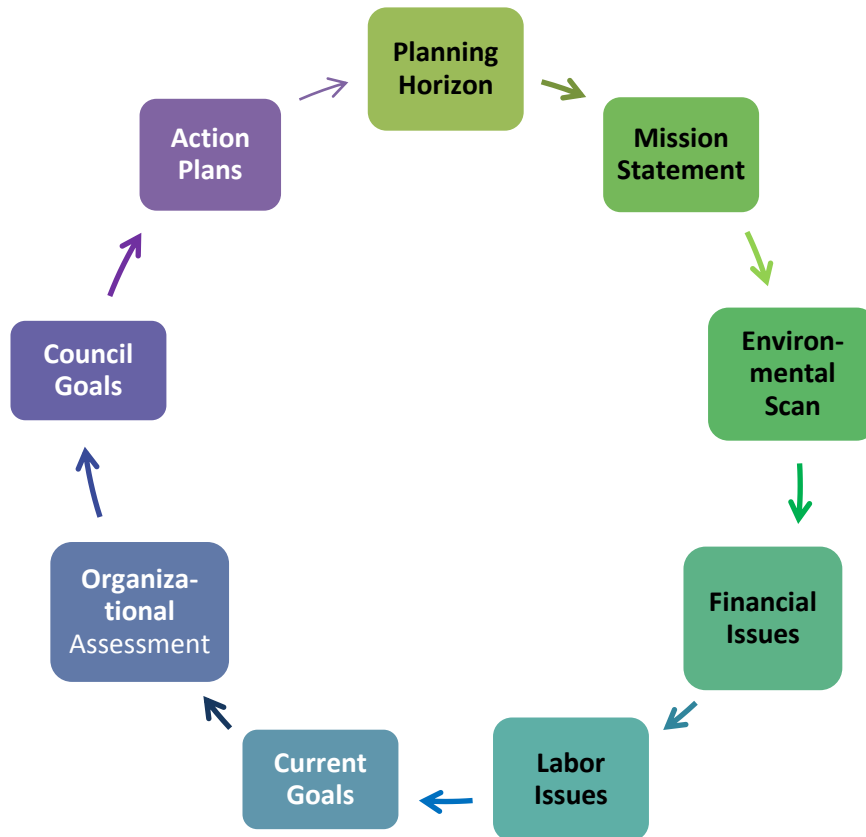 Planning
Horizon
Mission
Statement
Environ-
mental
Scan
Financial
Issues
Labor
Issues
Current
Goals
Organiza-
tional
Assessment
Council
Goals
Action
Plans